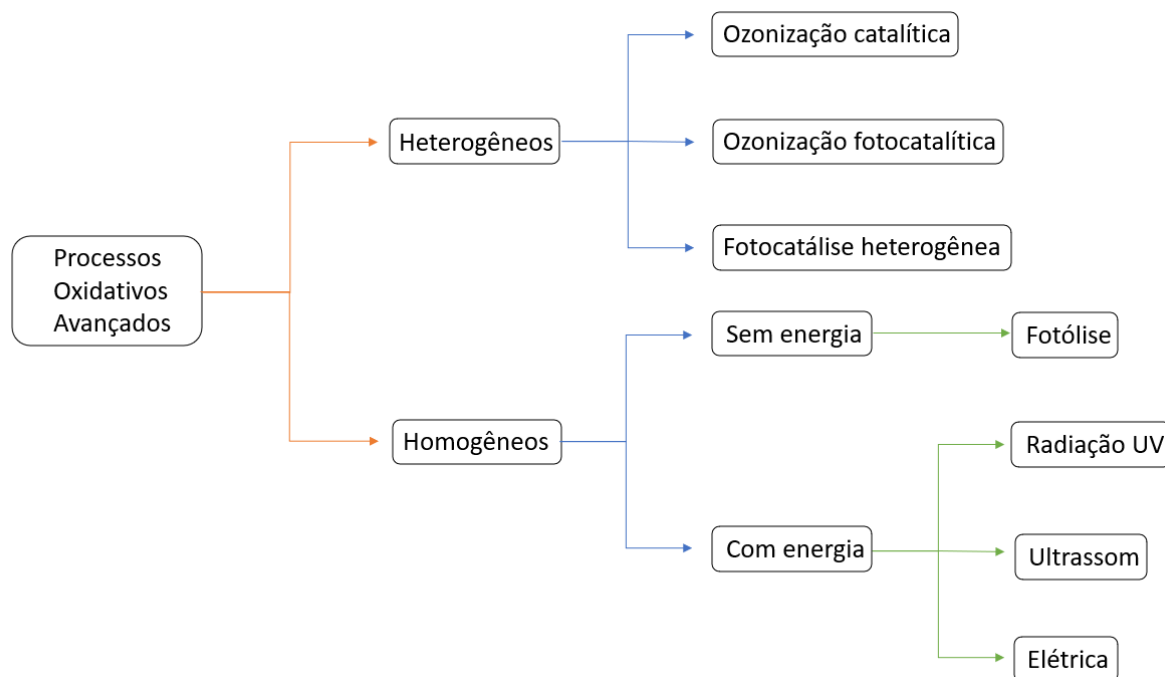 Processos
Oxidativos
Avançados
Heterogêneos
Ozonização catalítica
Ozonização fotocatalítica
Fotocatálise heterogênea
Homogêneos
Sem energia
Fotólise
Com energia
Radiação UV
Ultrassom
Elétrica